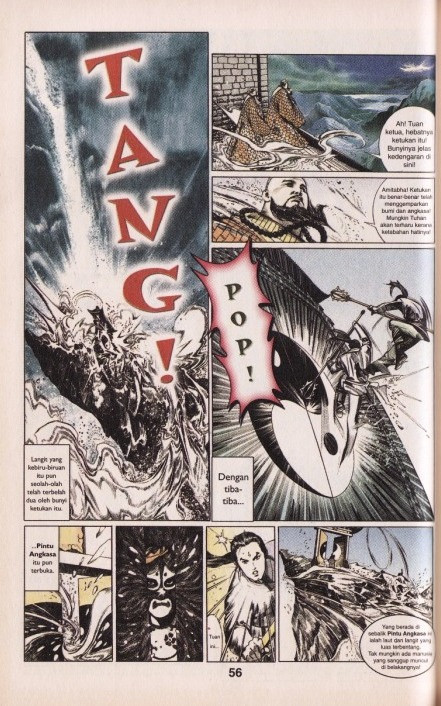 TANG!
Ah! Tuan
ketua, hebatnya
ketukan itu!
Bunyinya jelas
kedengaran di
sini!
Amitabha! Ketukan
itu benar-benar telah
menggemparkan
bumi dan angkasa!
Mungkin Tuhan
akan terharu kerana
ketabahan hatinya!
POP!
Langit yang
kebiru-biruan
itu pun
seolah-olah
telah terbelah
dua oleh bunyi
ketukan itu.
Dengan
tiba-
tiba...
..Pintu
Angkasa
itu pun
terbuka.
Tuan
Yang berada di
sebalik Pintu Angkasa
ialah laut dan langit yang
luas terbentang.
Tak mungkin ada manusia
yang sanggup muncul
di belakangnya!
56